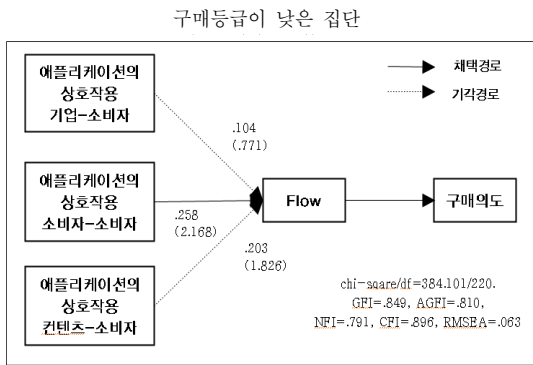 구매등급이 낮은 집단
애플리케이션의
상호작용
기업-소비자
채택경로
기각경로
.104
(.771)
애플리케이션의
상호작용
소비자-소비자
.258
(2.168)
Flow
구매의도
.203
(1.826)
애플리케이션의
상호작용
컨텐츠-소비자
chi-sqare/df=384.101/220.
GFI=.849, AGFI=.810,
NFI=.791, CFI=.896, RMSEA=.063